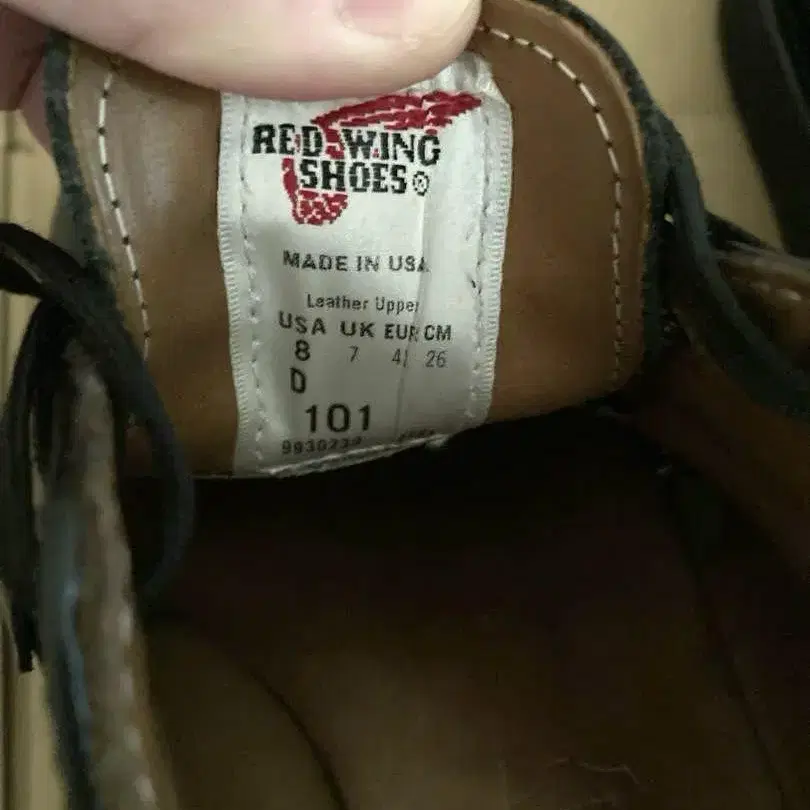 RED WING
SHOES®
MADE IN USA
Leather Upper
USA UK EUR CM
8 7 41 26
D
101